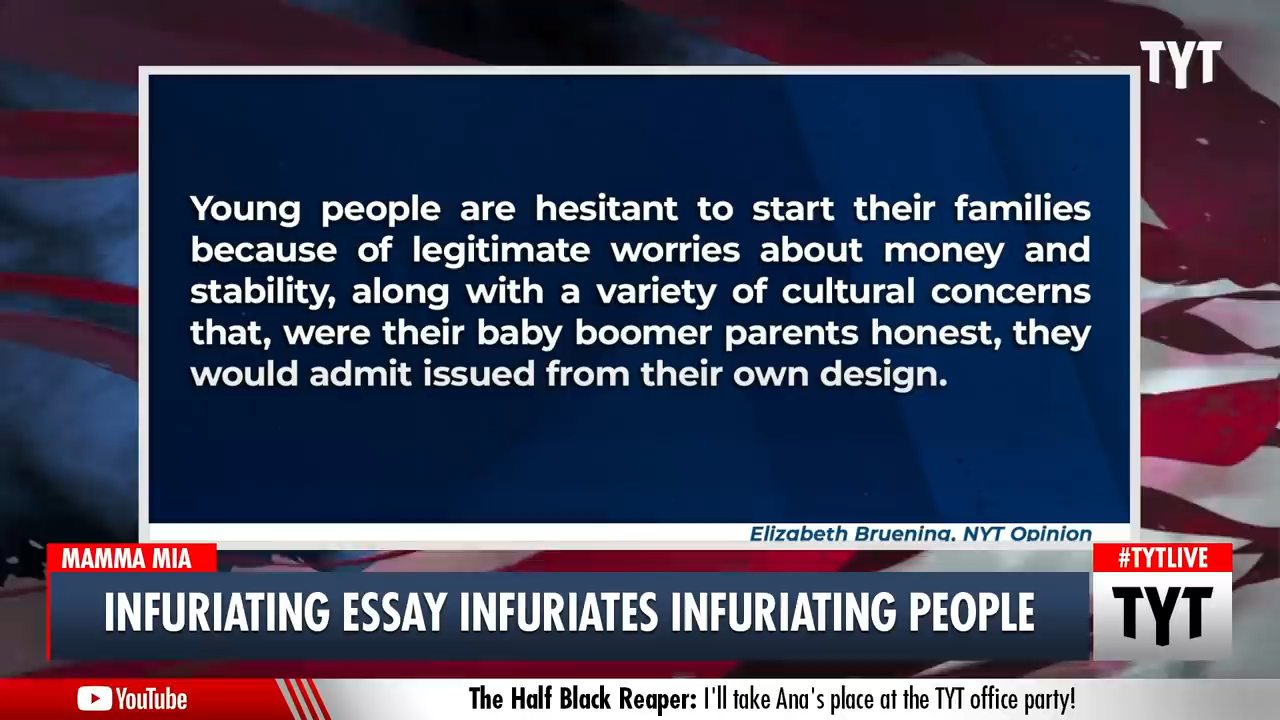 TYT
Young people are hesitant to start their families
because of legitimate worries about money and
stability, along with a variety of cultural concerns
that, were their baby boomer parents honest, they
would admit issued from their own design.
Elizabeth Bruening, NYT Opinion
MAMMA MIA
#TYTLIVE
INFURIATING ESSAY INFURIATES INFURIATING PEOPLE
TYT
YouTube
The Half Black Reaper: I'll take Ana's place at the TYT office party!